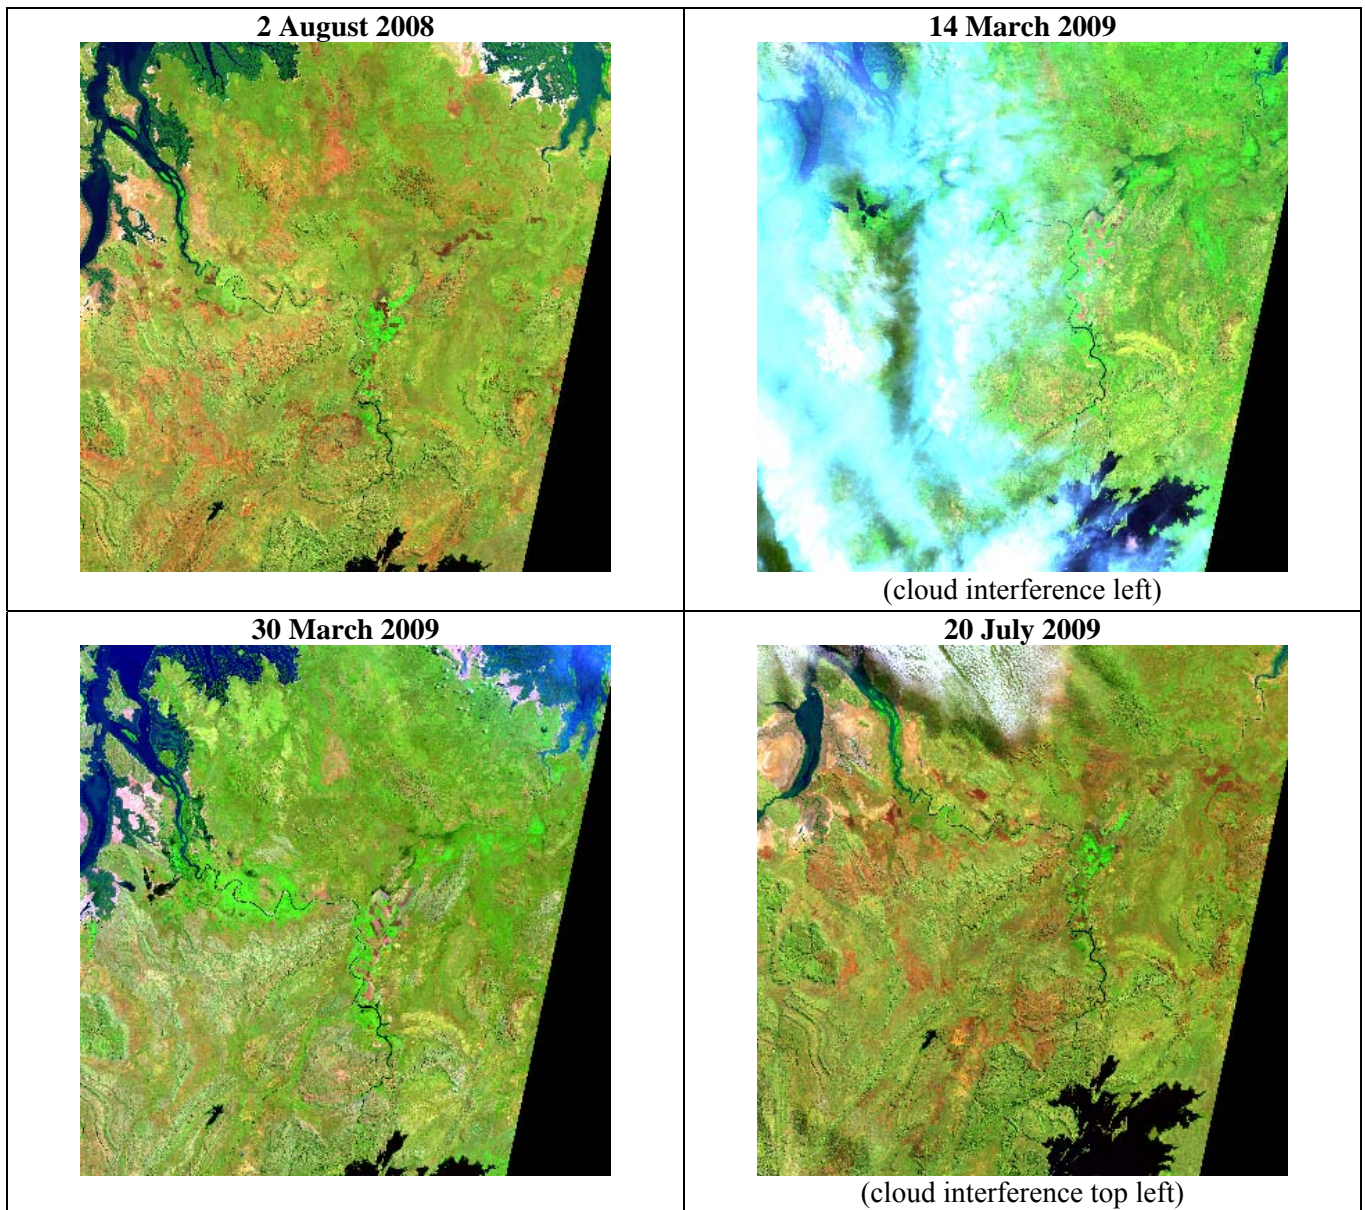 2 August 2008
14 March 2009
(cloud interference left)
30 March 2009
20 July 2009
(cloud interference top left)